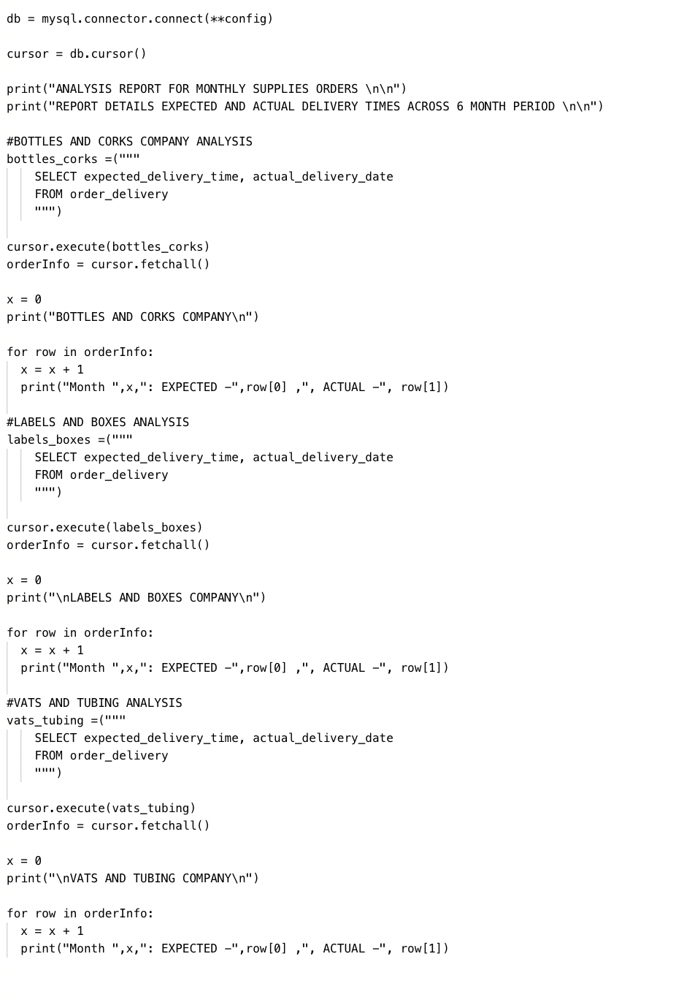 db = mysql.connector.connect(**config)
cursor = db.cursor()
print("ANALYSIS REPORT FOR MONTHLY SUPPLIES ORDERS \n\n")
print("REPORT DETAILS EXPECTED AND ACTUAL DELIVERY TIMES ACROSS 6 MONTH PERIOD \n\n")
#BOTTLES AND CORKS COMPANY ANALYSIS
bottles_corks =("""
    SELECT expected_delivery_time, actual_delivery_date
    FROM order_delivery
    """)
cursor.execute(bottles_corks)
orderInfo = cursor.fetchall()
x = 0
print("BOTTLES AND CORKS COMPANY\n")
for row in orderInfo:
  x = x + 1
  print("Month ",x,": EXPECTED -",row[0] ,", ACTUAL -", row[1])
#LABELS AND BOXES ANALYSIS
labels_boxes =("""
    SELECT expected_delivery_time, actual_delivery_date
    FROM order_delivery
    """)
cursor.execute(labels_boxes)
orderInfo = cursor.fetchall()
x = 0
print("\nLABELS AND BOXES COMPANY\n")
for row in orderInfo:
  x = x + 1
  print("Month ",x,": EXPECTED -",row[0] ,", ACTUAL -", row[1])
#VATS AND TUBING ANALYSIS
vats_tubing =("""
    SELECT expected_delivery_time, actual_delivery_date
    FROM order_delivery
    """)
cursor.execute(vats_tubing)
orderInfo = cursor.fetchall()
x = 0
print("\nVATS AND TUBING COMPANY\n")
for row in orderInfo:
  x = x + 1
  print("Month ",x,": EXPECTED -",row[0] ,", ACTUAL -", row[1])